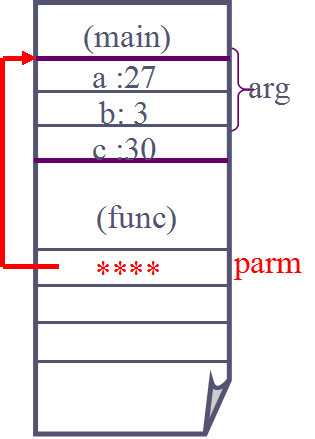 (main)
a :27
arg
b: 3
c :30
(func)
**** parm